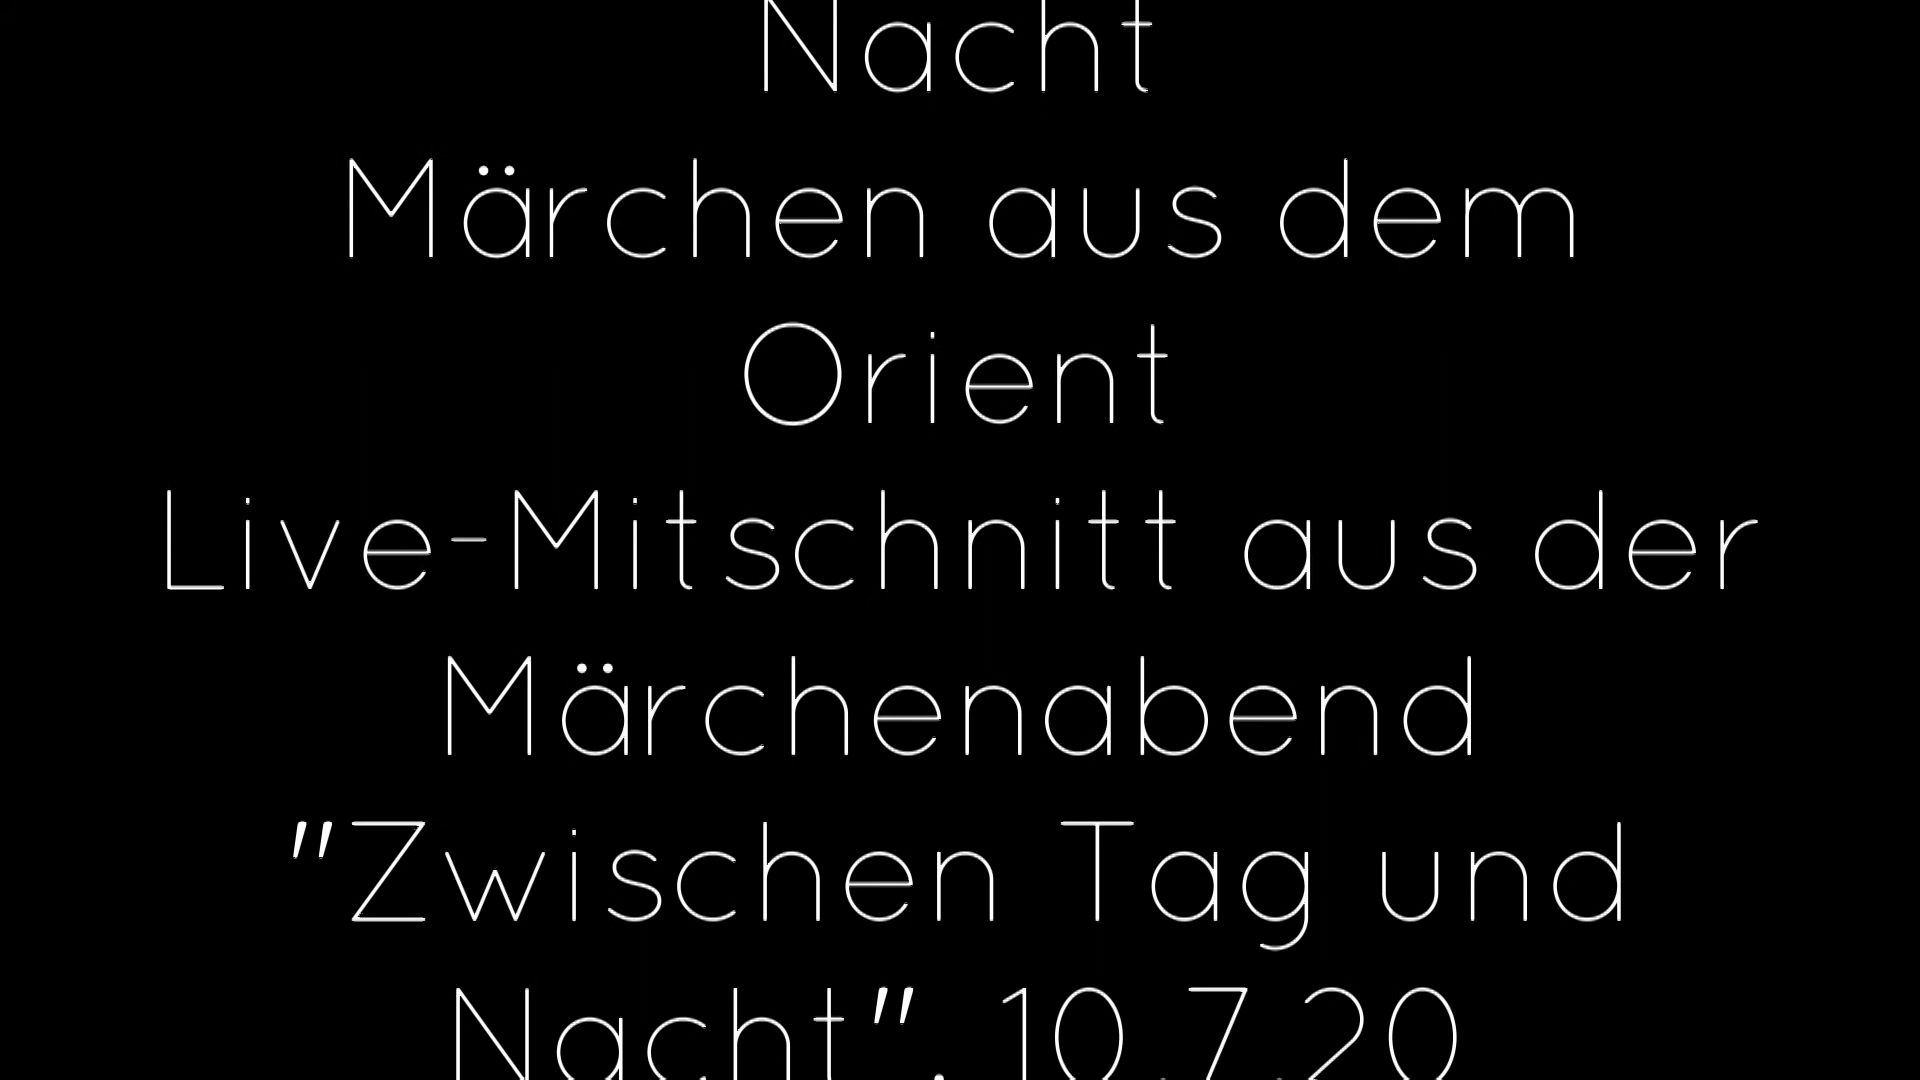 Nacht
Märchen aus dem
Orient
Live-Mitschnitt aus der
Märchenabend
"Zwischen Tag und
Nacht", 10.7.20